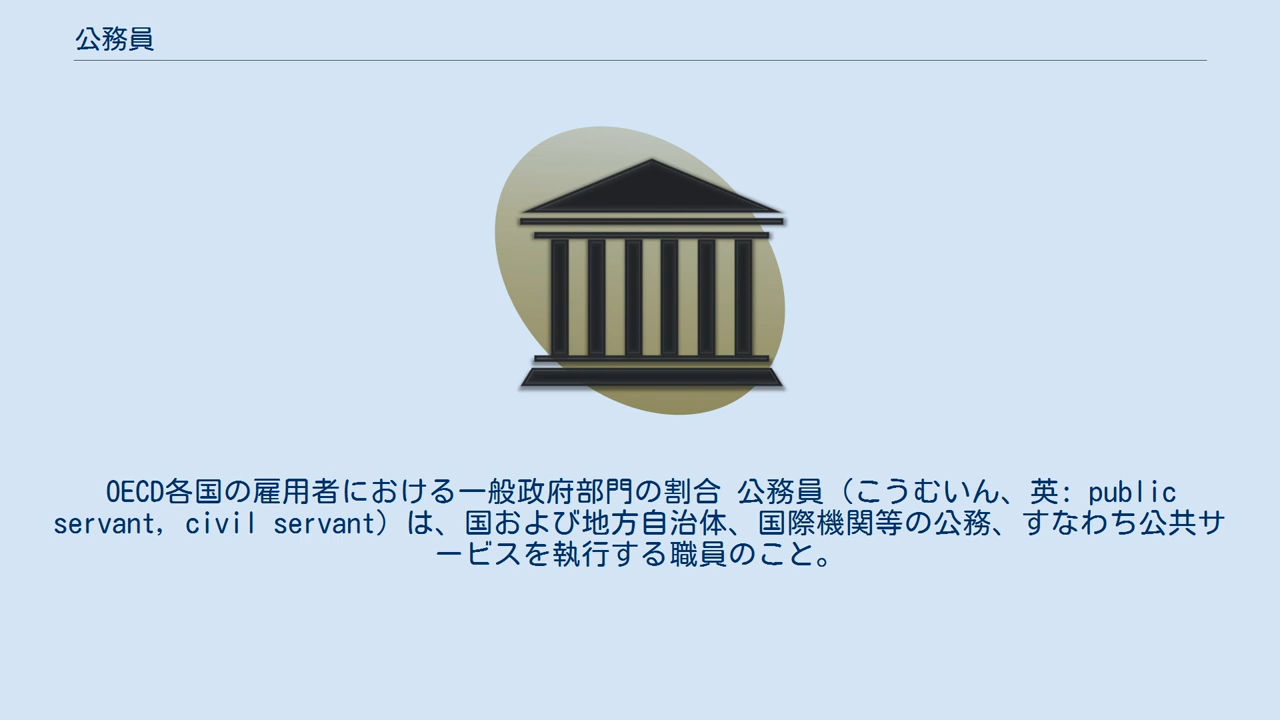 公務員
OECD各国の雇用者における一般政府部門の割合 公務員（こうむいん、英: public
servant, civil servant）は、国および地方自治体、国際機関等の公務、すなわち公共サ
ービスを執行する職員のこと。